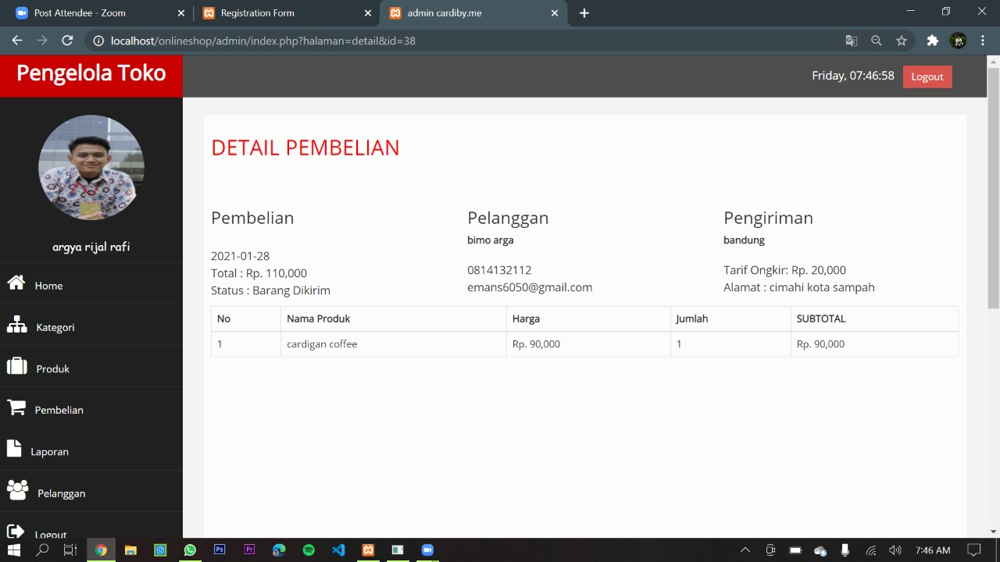 Post Attendee - Zoom
Registration Form
admin cardiby.me
localhost/onlineshop/admin/index.php?halaman=detail&id=38
Pengelola Toko
Friday, 07:46:58
Logout
argya rijal rafi
Home
Kategori
Produk
Pembelian
Laporan
Pelanggan
Logout
DETAIL PEMBELIAN
Pembelian
2021-01-28
Total : Rp. 110,000
Status : Barang Dikirim
Pelanggan
bimo arga
0814132112
emans6050@gmail.com
Pengiriman
bandung
Tarif Ongkir: Rp. 20,000
Alamat : cimahi kota sampah
No Nama Produk Harga Jumlah SUBTOTAL
1 cardigan coffee Rp. 90,000 1 Rp. 90,000
Ps
Pr
7:46 AM